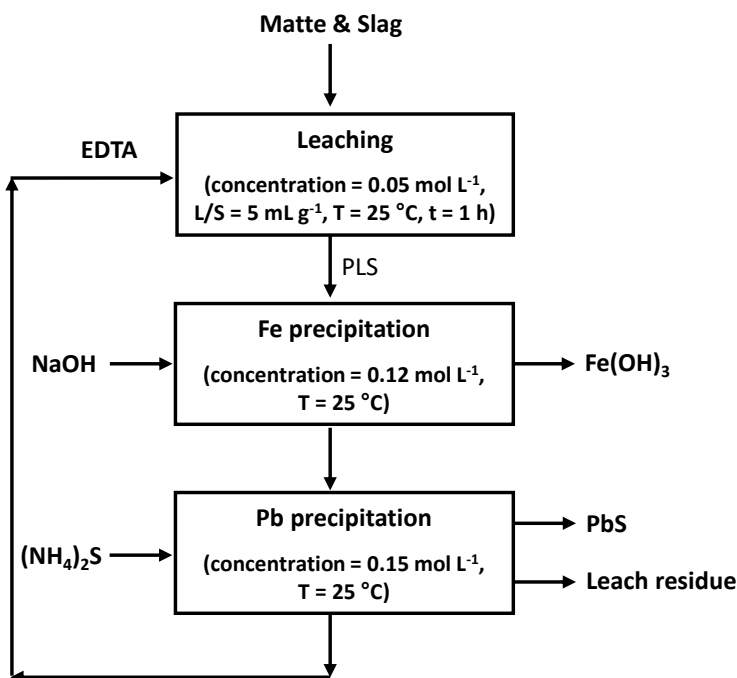 Matte & Slag
EDTA
Leaching
(concentration = 0.05 mol L⁻¹,
L/S = 5 mL g⁻¹, T = 25 °C, t = 1 h)
PLS
NaOH
Fe precipitation
(concentration = 0.12 mol L⁻¹,
T = 25 °C)
Fe(OH)₃
(NH₄)₂S
Pb precipitation
(concentration = 0.15 mol L⁻¹,
T = 25 °C)
PbS
Leach residue